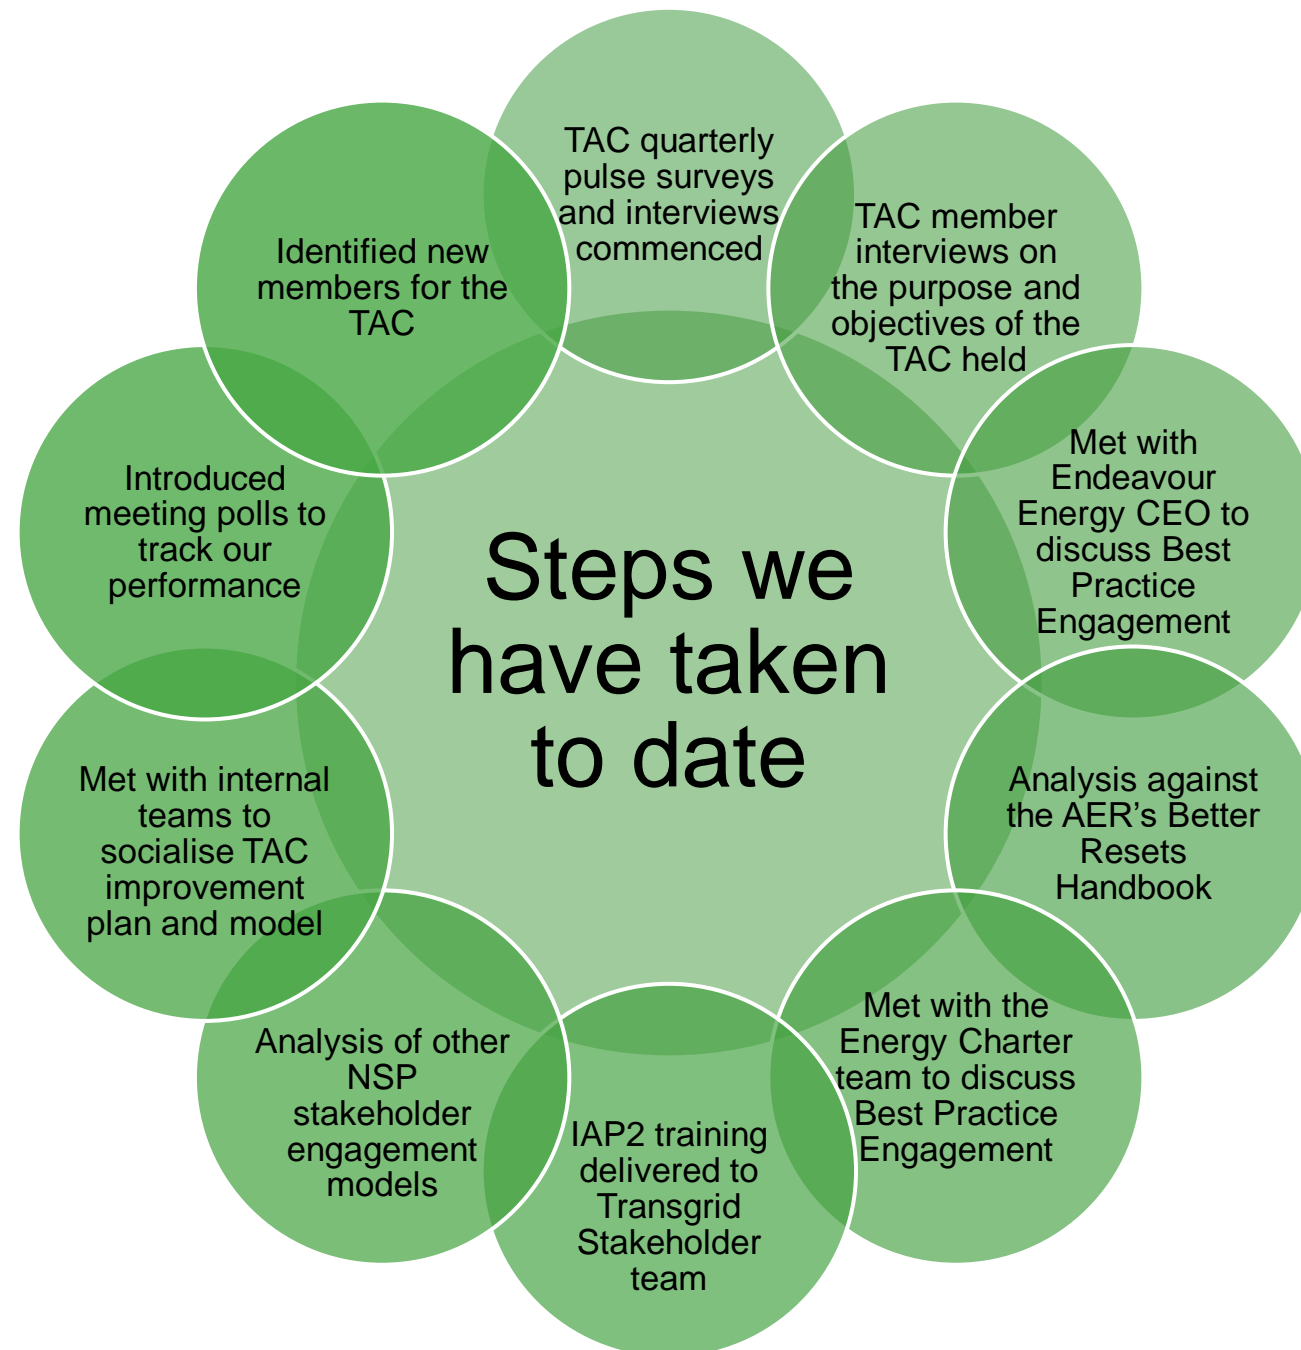 Steps we
have taken
to date
TAC quarterly
pulse surveys
and interviews
commenced
TAC member
interviews on
the purpose and
objectives of the
TAC held
Met with
Endeavour
Energy CEO to
discuss Best
Practice
Engagement
Analysis against
the AER's Better
Resets
Handbook
Met with the
Energy Charter
team to discuss
Best Practice
Engagement
IAP2 training
delivered to
Transgrid
Stakeholder
team
Analysis of other
NSP
stakeholder
engagement
models
Met with internal
teams to
socialise TAC
improvement
plan and model
Introduced
meeting polls to
track our
performance
Identified new
members for the
TAC